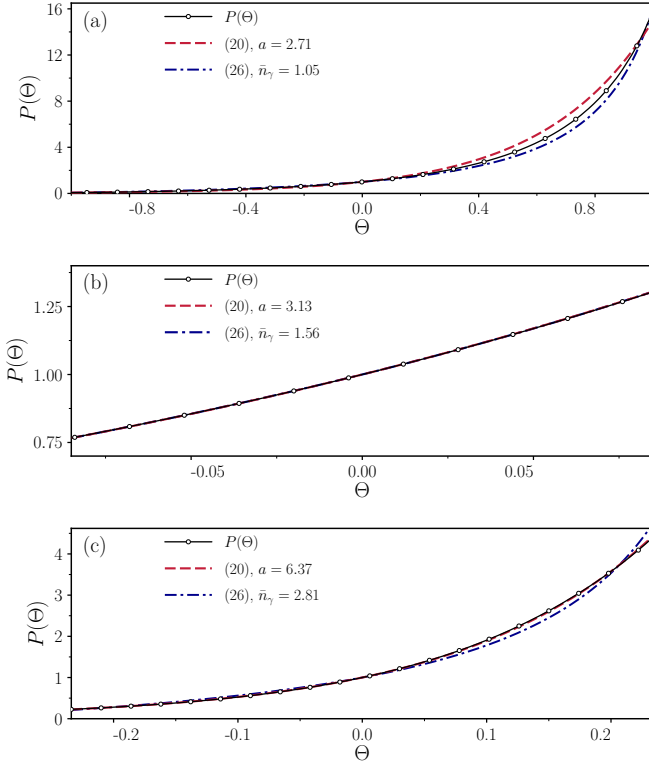 (a)
P(Θ)
(20), a = 2.71
(26), n̄γ = 1.05
16
12
8
4
0
P(Θ)
-0.8
-0.4
0.0
0.4
0.8
Θ
(b)
P(Θ)
(20), a = 3.13
(26), n̄γ = 1.56
1.25
1.00
0.75
P(Θ)
-0.05
0.00
0.05
Θ
(c)
P(Θ)
(20), a = 6.37
(26), n̄γ = 2.81
4
3
2
1
0
P(Θ)
-0.2
-0.1
0.0
0.1
0.2
Θ